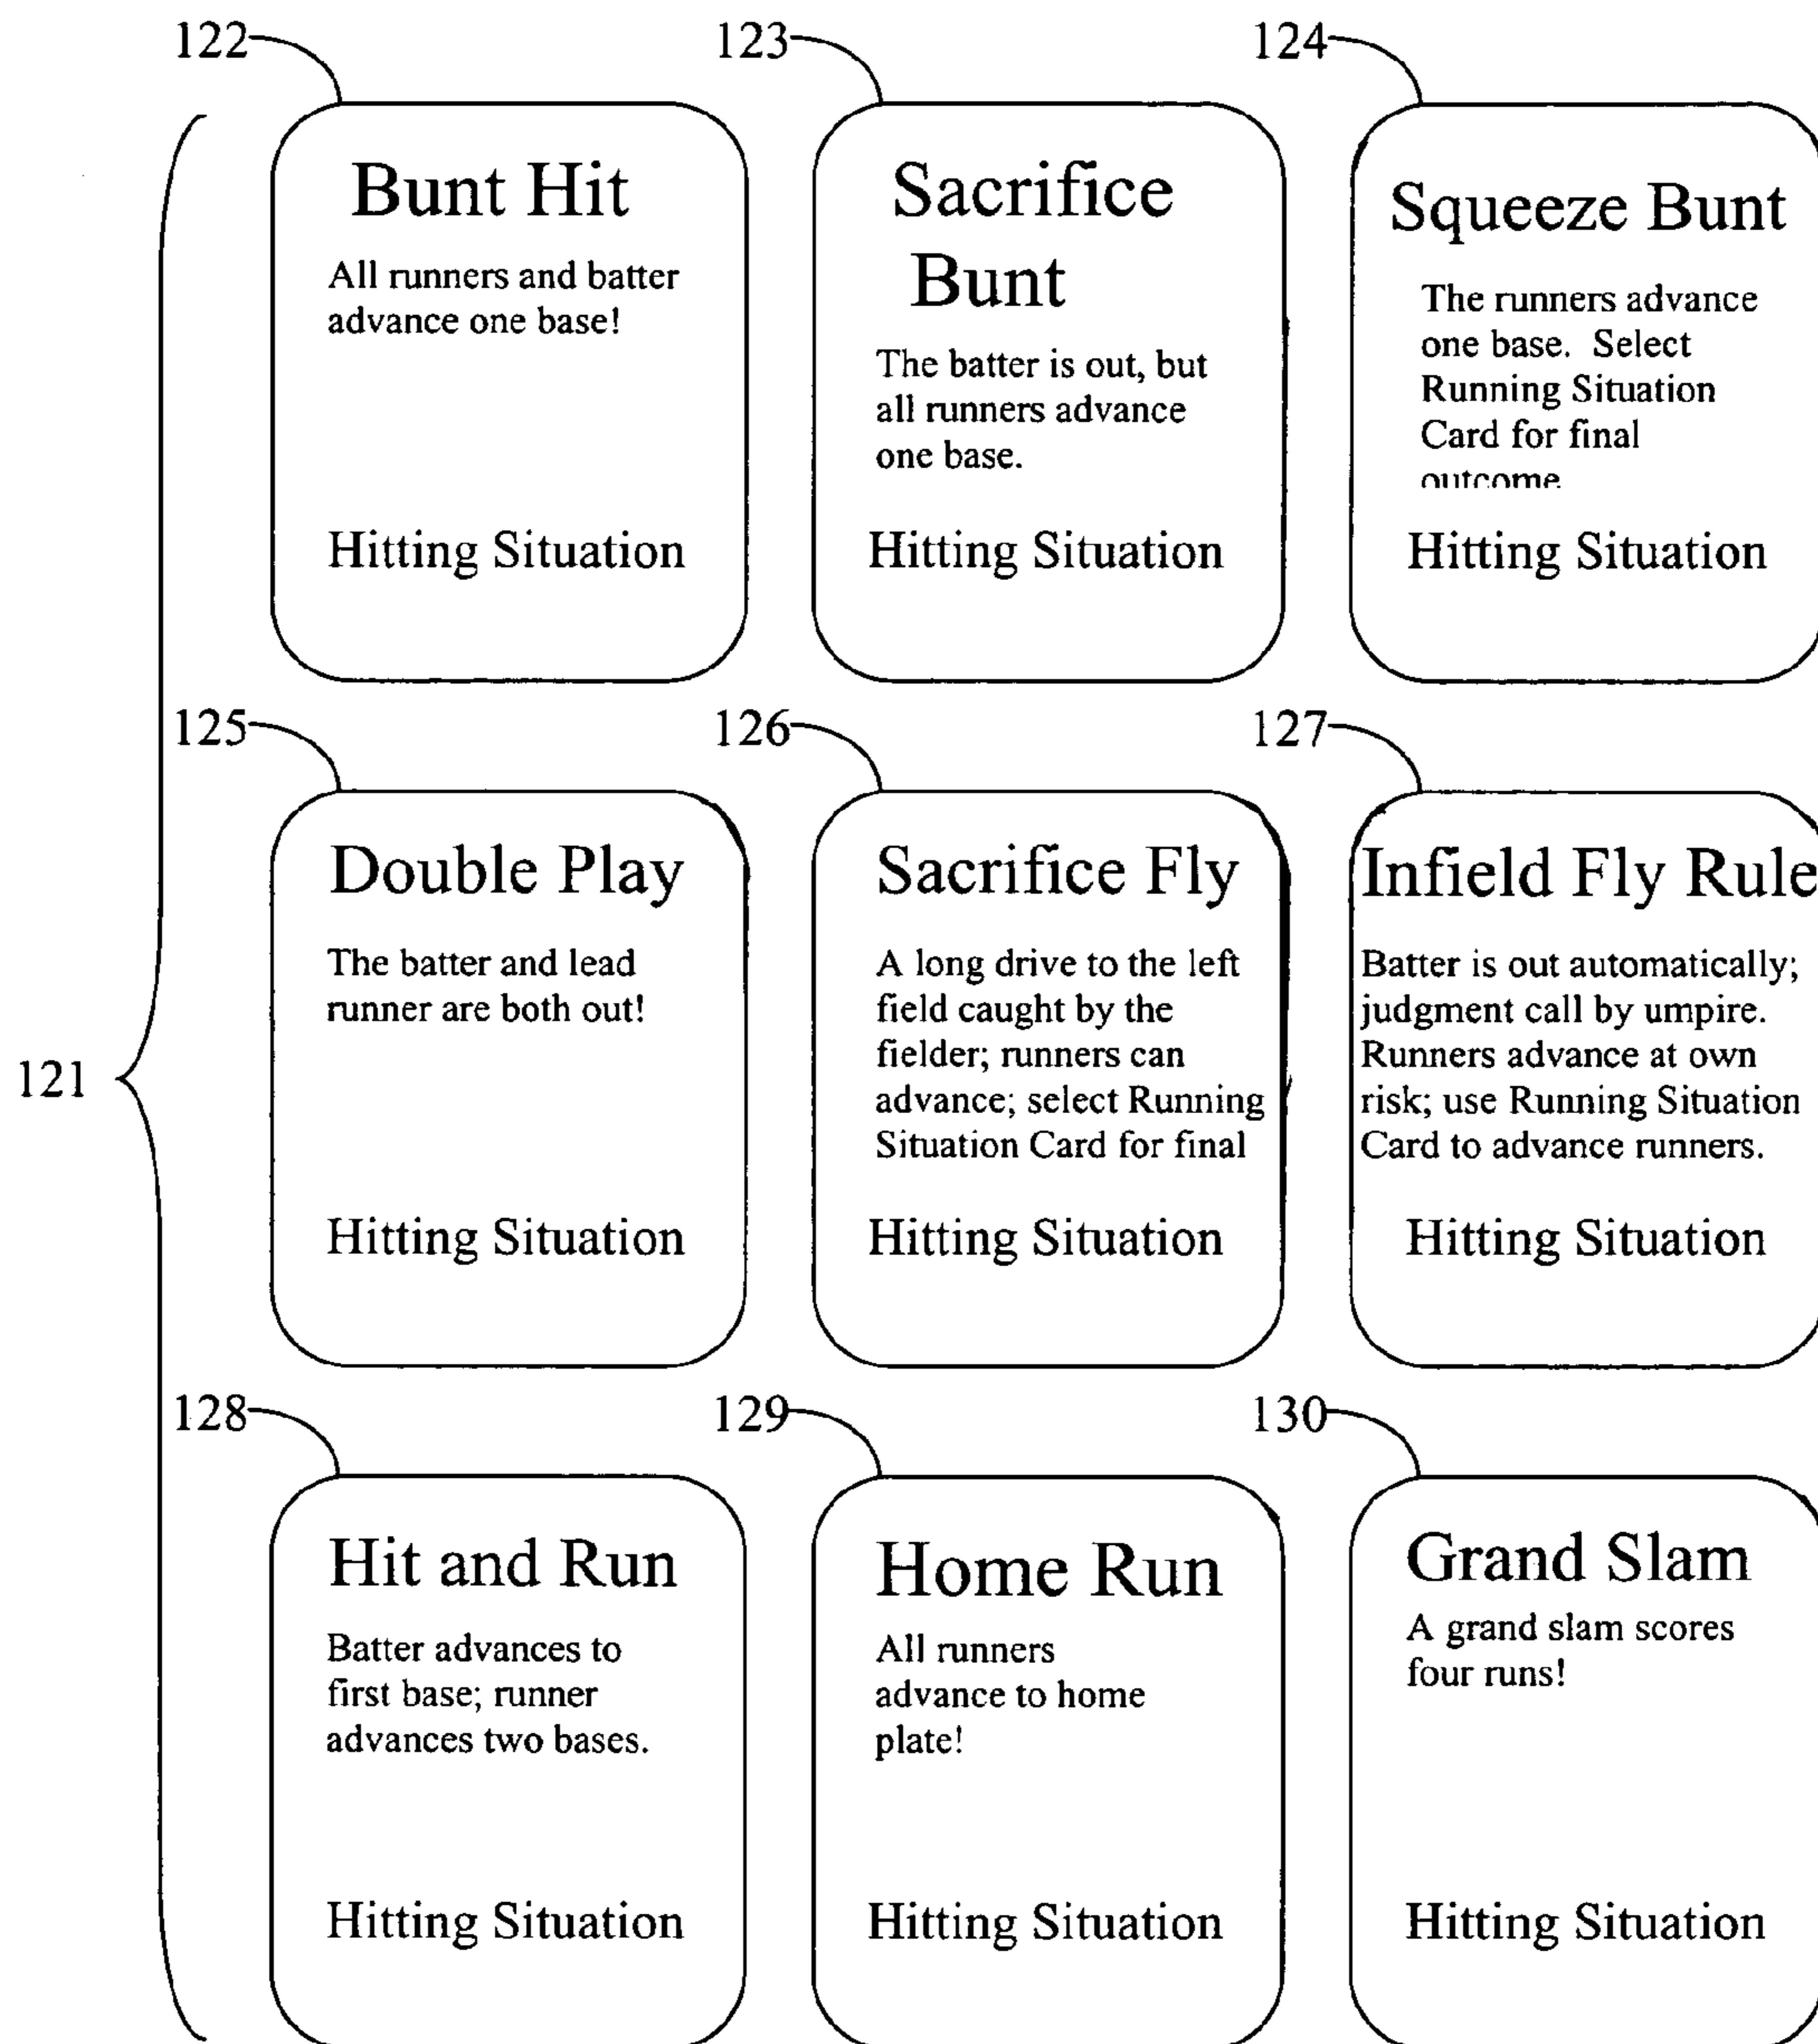 122
123
124
Bunt Hit
All runners and batter
advance one base!
Hitting Situation
Sacrifice
Bunt
The batter is out, but
all runners advance
one base.
Hitting Situation
Squeeze Bunt
The runners advance
one base. Select
Running Situation
Card for final
outcome
Hitting Situation
121
125
126
127
Double Play
The batter and lead
runner are both out!
Hitting Situation
Sacrifice Fly
A long drive to the left
field caught by the
fielder; runners can
advance; select Running
Situation Card for final
Hitting Situation
Infield Fly Rule
Batter is out automatically;
judgment call by umpire.
Runners advance at own
risk; use Running Situation
Card to advance runners.
Hitting Situation
128
129
130
Hit and Run
Batter advances to
first base; runner
advances two bases.
Hitting Situation
Home Run
All runners
advance to home
plate!
Hitting Situation
Grand Slam
A grand slam scores
four runs!
Hitting Situation